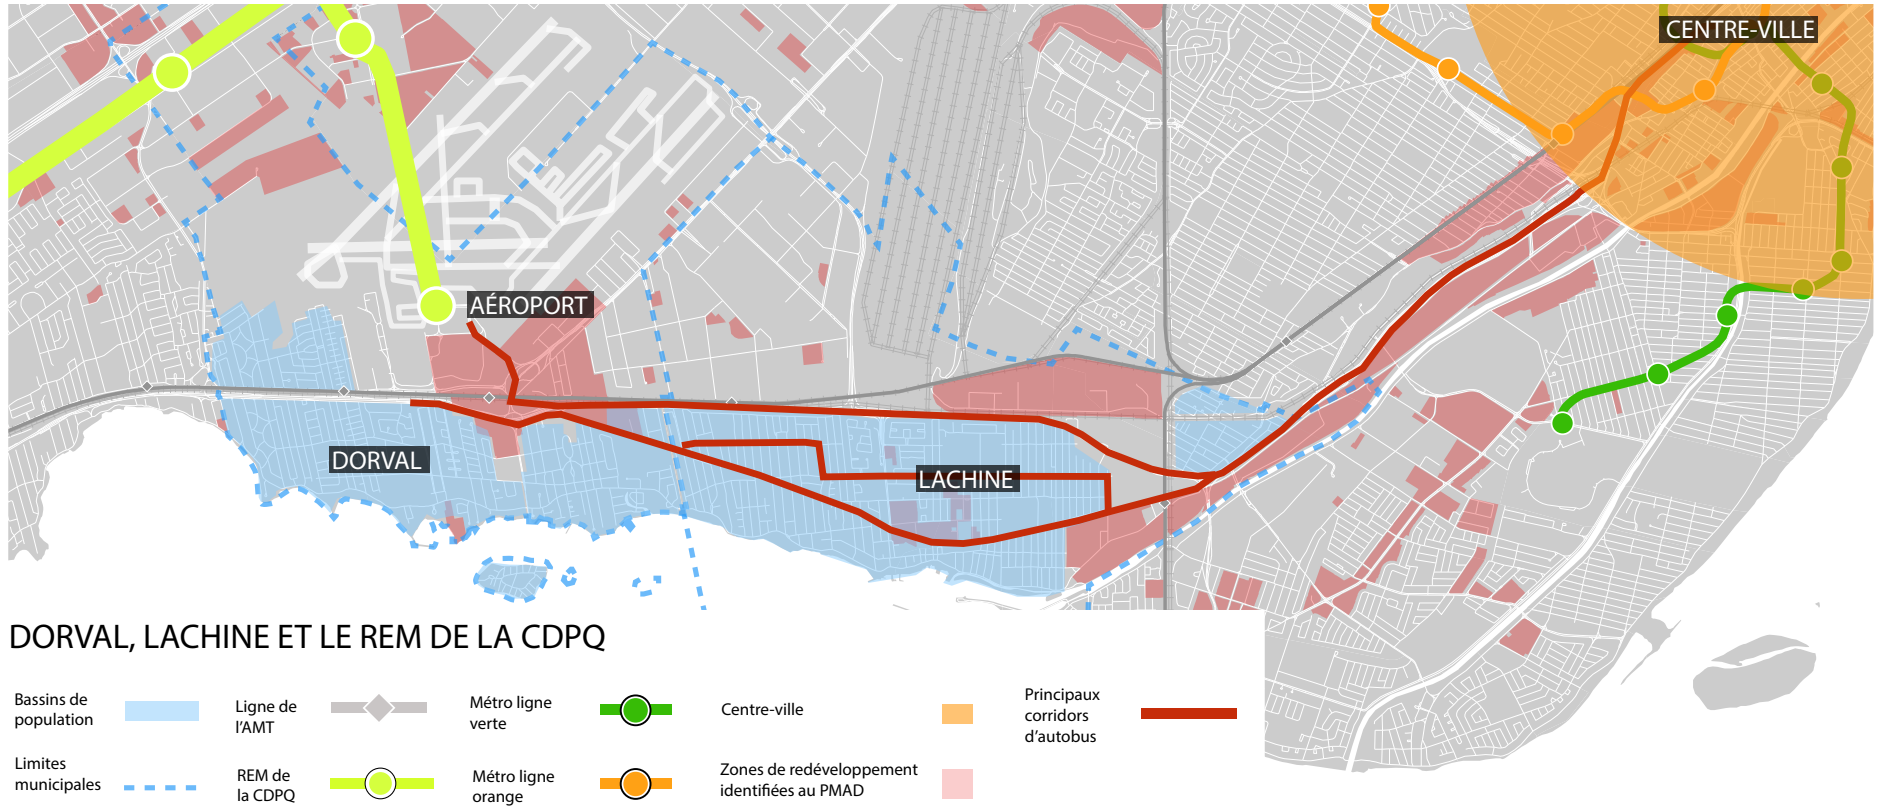 CENTRE-VILLE
AÉROPORT
DORVAL
LACHINE
DORVAL, LACHINE ET LE REM DE LA CDPQ
Bassins de
population
Ligne de
l'AMT
Métro ligne
verte
Centre-ville
Principaux
corridors
d'autobus
Limites
municipales
REM de
la CDPQ
Métro ligne
orange
Zones de redéveloppement
identifiées au PMAD